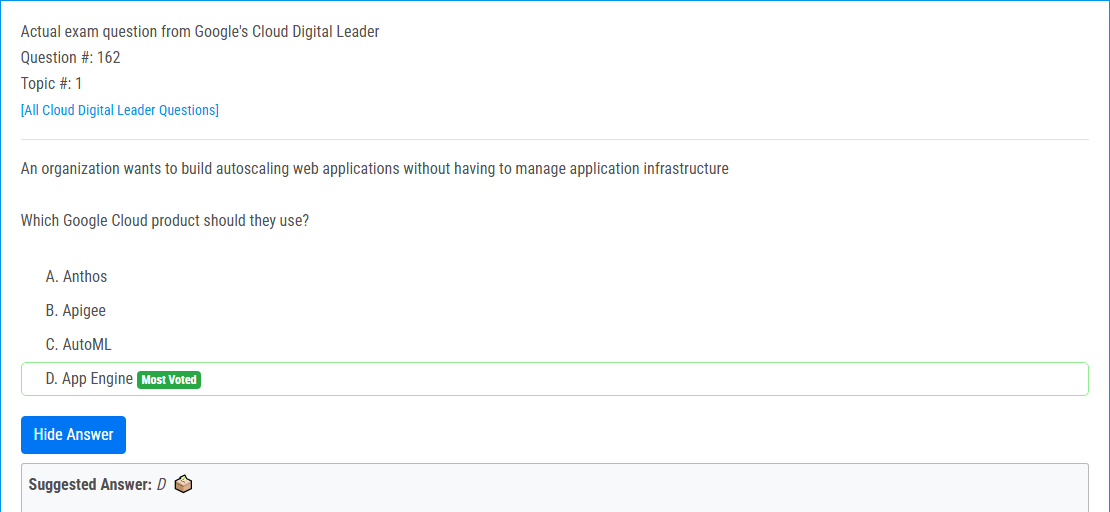 Actual exam question from Google's Cloud Digital Leader
Question #: 162
Topic #: 1
[All Cloud Digital Leader Questions]
An organization wants to build autoscaling web applications without having to manage application infrastructure
Which Google Cloud product should they use?
A. Anthos
B. Apigee
C. AutoML
D. App Engine Most Voted
Hide Answer
Suggested Answer: D